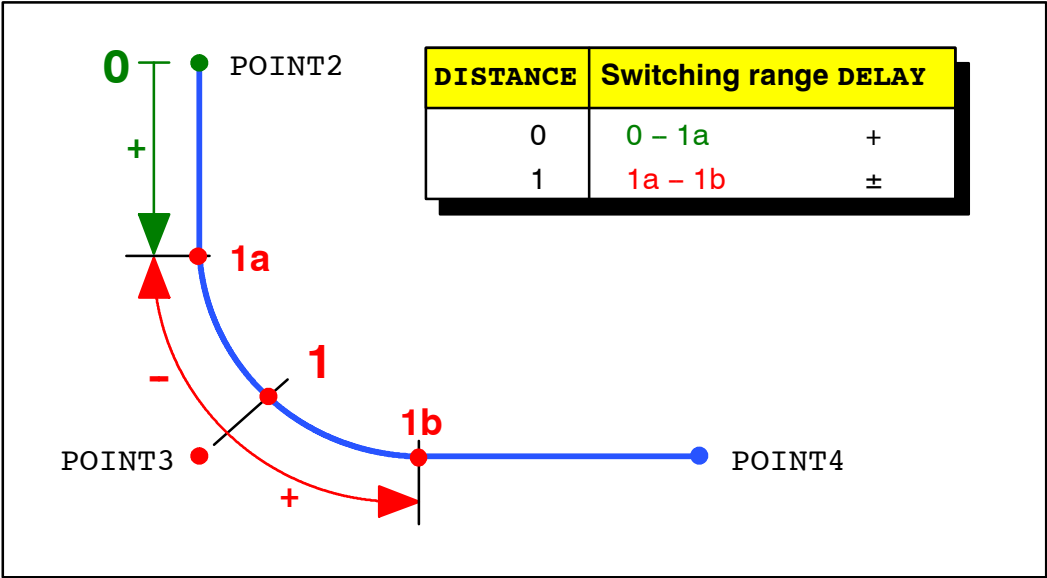 0 POINT2
DISTANCE Switching range DELAY
0 0 – 1a +
1 1a – 1b ±
+
1a
1
–
1b
POINT3
POINT4
+